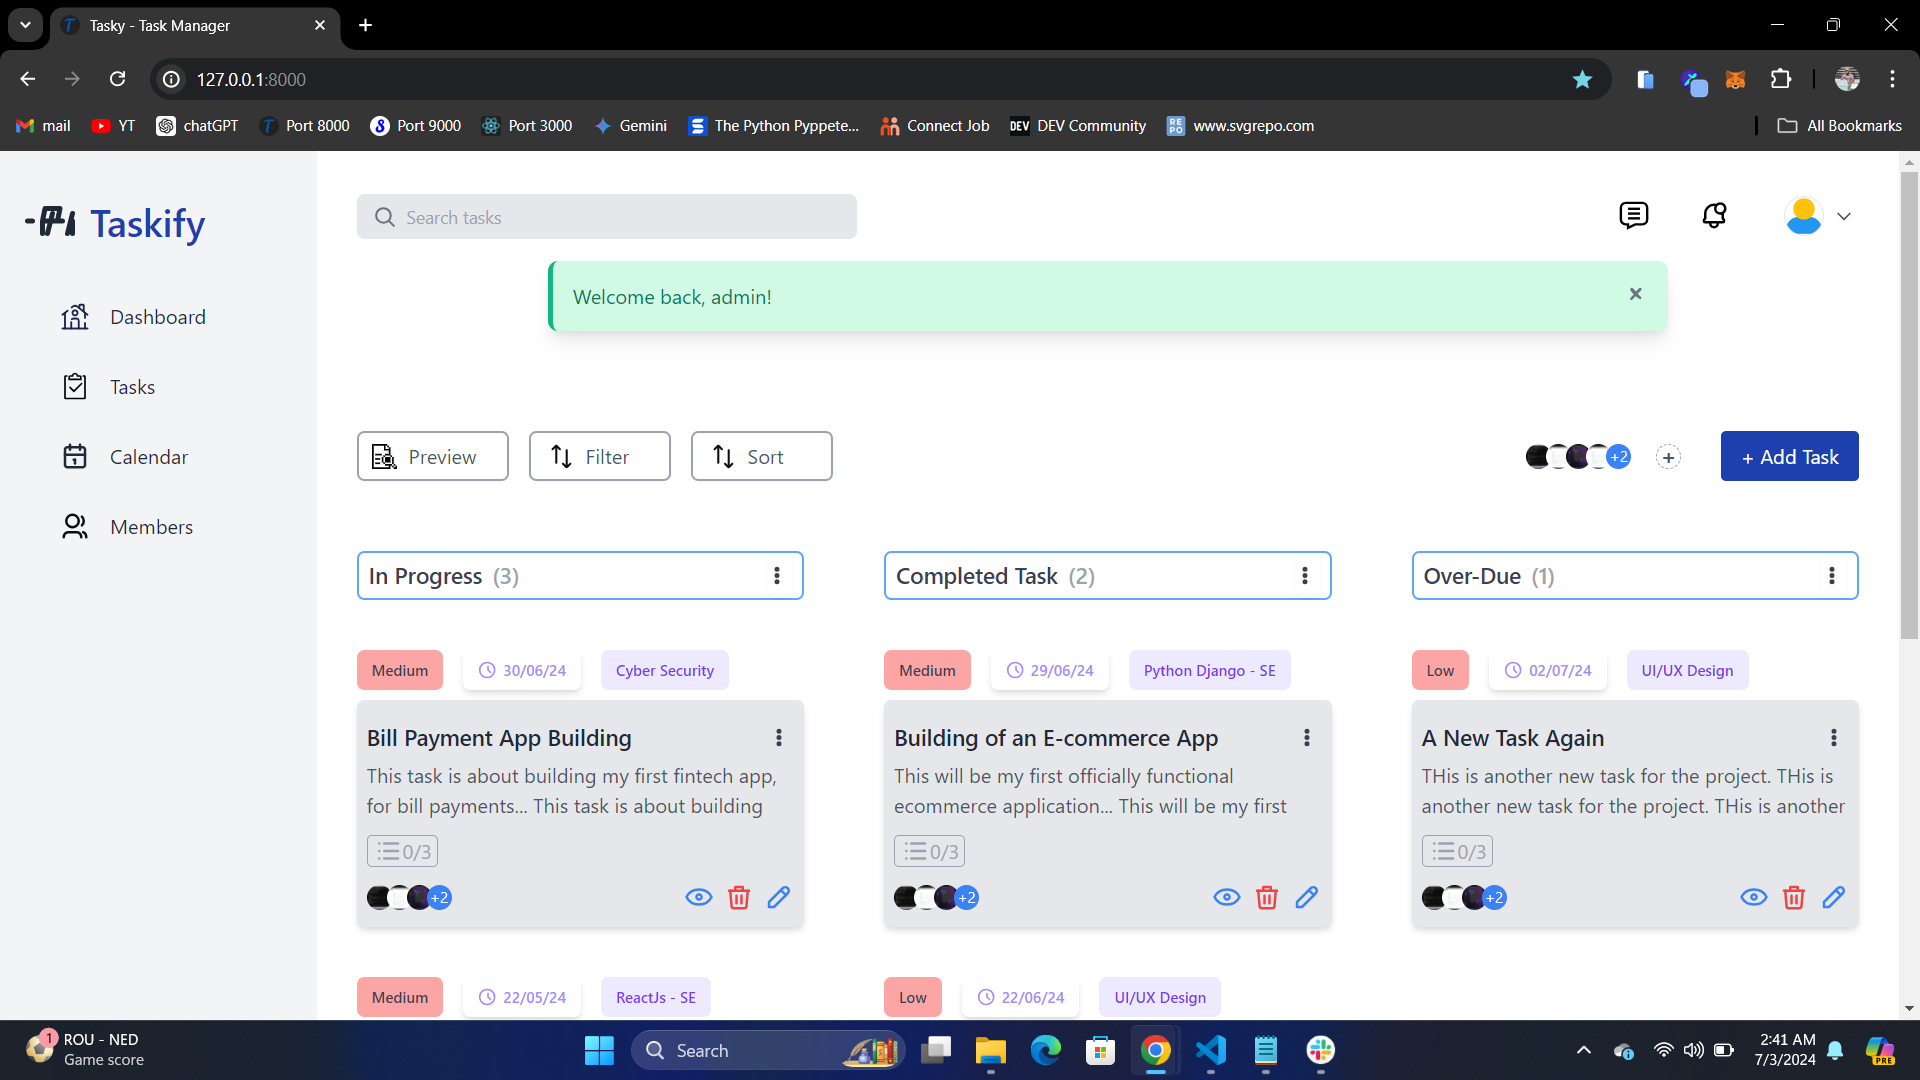 Tasky - Task Manager
127.0.0.1:8000
mail YT chatGPT Port 8000 Port 9000 Port 3000 Gemini The Python Pyppete... Connect Job DEV DEV Community RE PO www.svgrepo.com All Bookmarks
Taskify
Search tasks
Welcome back, admin!
Dashboard
Tasks
Calendar
Members
Preview Filter Sort +2 + + Add Task
In Progress (3) Completed Task (2) Over-Due (1)
Medium 30/06/24 Cyber Security
Bill Payment App Building
This task is about building my first fintech app,
for bill payments... This task is about building
0/3
+2
Medium 22/05/24 ReactJs - SE
Medium 29/06/24 Python Django - SE
Building of an E-commerce App
This will be my first officially functional
ecommerce application... This will be my first
0/3
+2
Low 22/06/24 UI/UX Design
Low 02/07/24 UI/UX Design
A New Task Again
THis is another new task for the project. THis is
another new task for the project. THis is another
0/3
+2
1
ROU - NED
Game score
Search
PRE
2:41 AM
7/3/2024